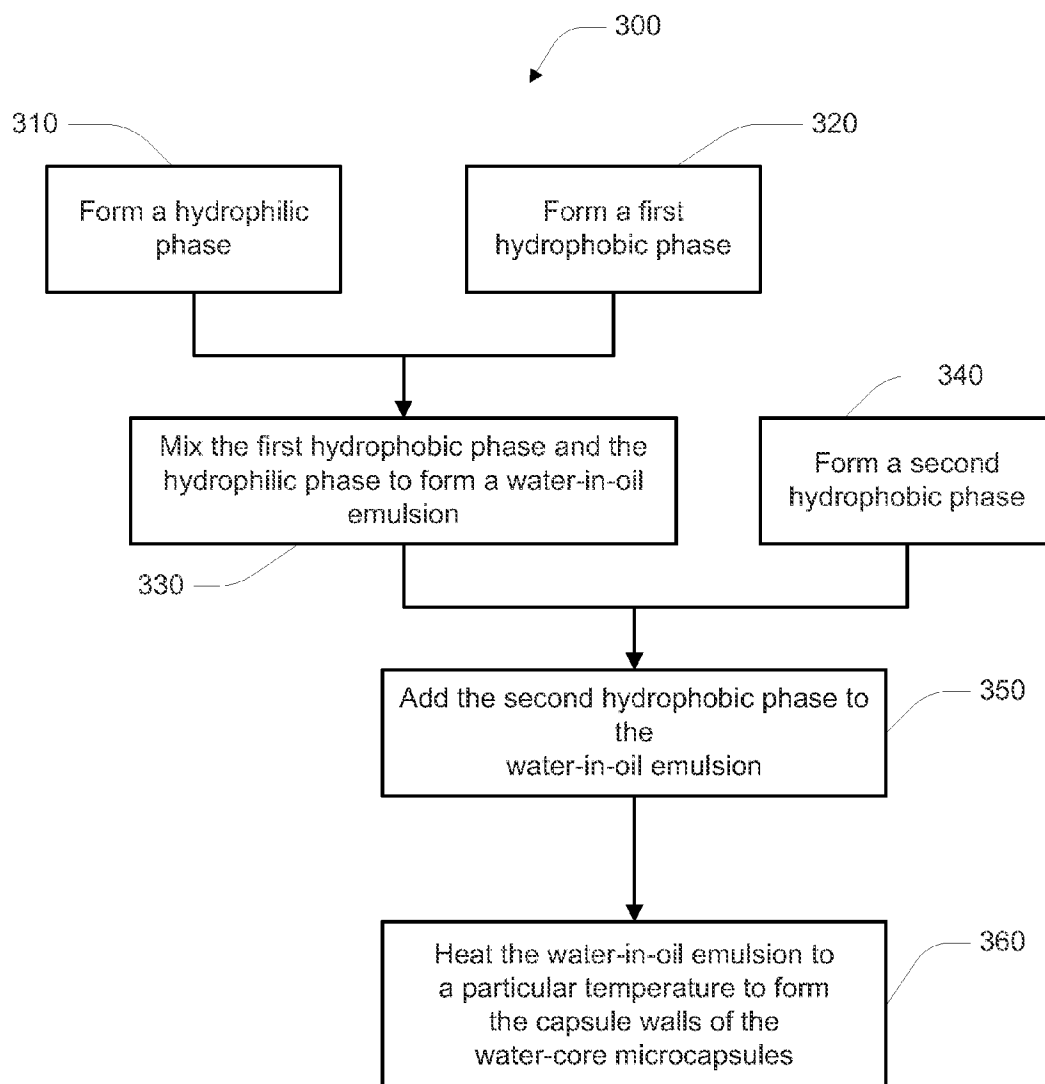 300
310
320
Form a hydrophilic
phase
Form a first
hydrophobic phase
340
Mix the first hydrophobic phase and the
hydrophilic phase to form a water-in-oil
emulsion
Form a second
hydrophobic phase
330
350
Add the second hydrophobic phase to
the
water-in-oil emulsion
360
Heat the water-in-oil emulsion to
a particular temperature to form
the capsule walls of the
water-core microcapsules